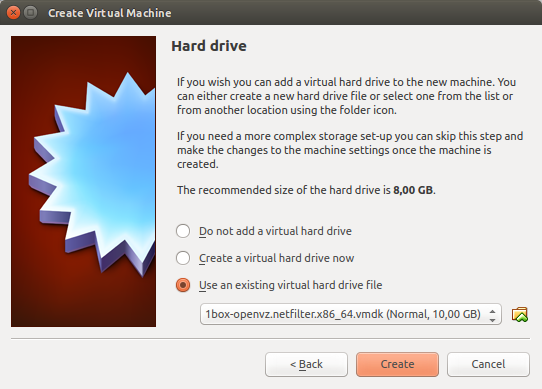 Create Virtual Machine
Hard drive
If you wish you can add a virtual hard drive to the new machine. You
can either create a new hard drive file or select one from the list or
from another location using the folder icon.
If you need a more complex storage set-up you can skip this step and
make the changes to the machine settings once the machine is
created.
The recommended size of the hard drive is 8,00 GB.
Do not add a virtual hard drive
Create a virtual hard drive now
Use an existing virtual hard drive file
1box-openvz.netfilter.x86_64.vmdk (Normal, 10,00 GB)
< Back
Create
Cancel